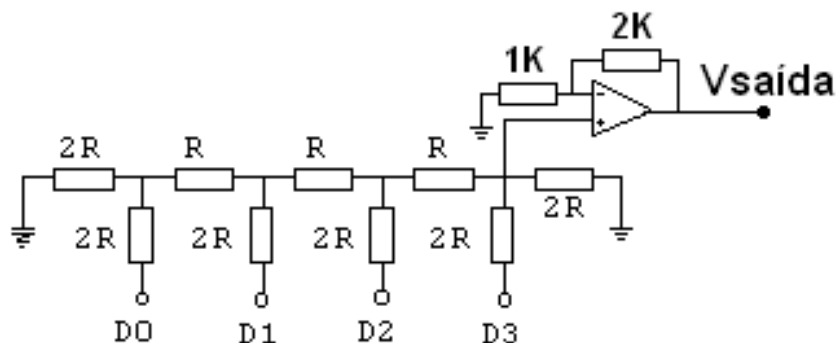 2K
1K
Vsaída
-
+
2R R R R
2R
2R 2R 2R 2R
D0 D1 D2 D3